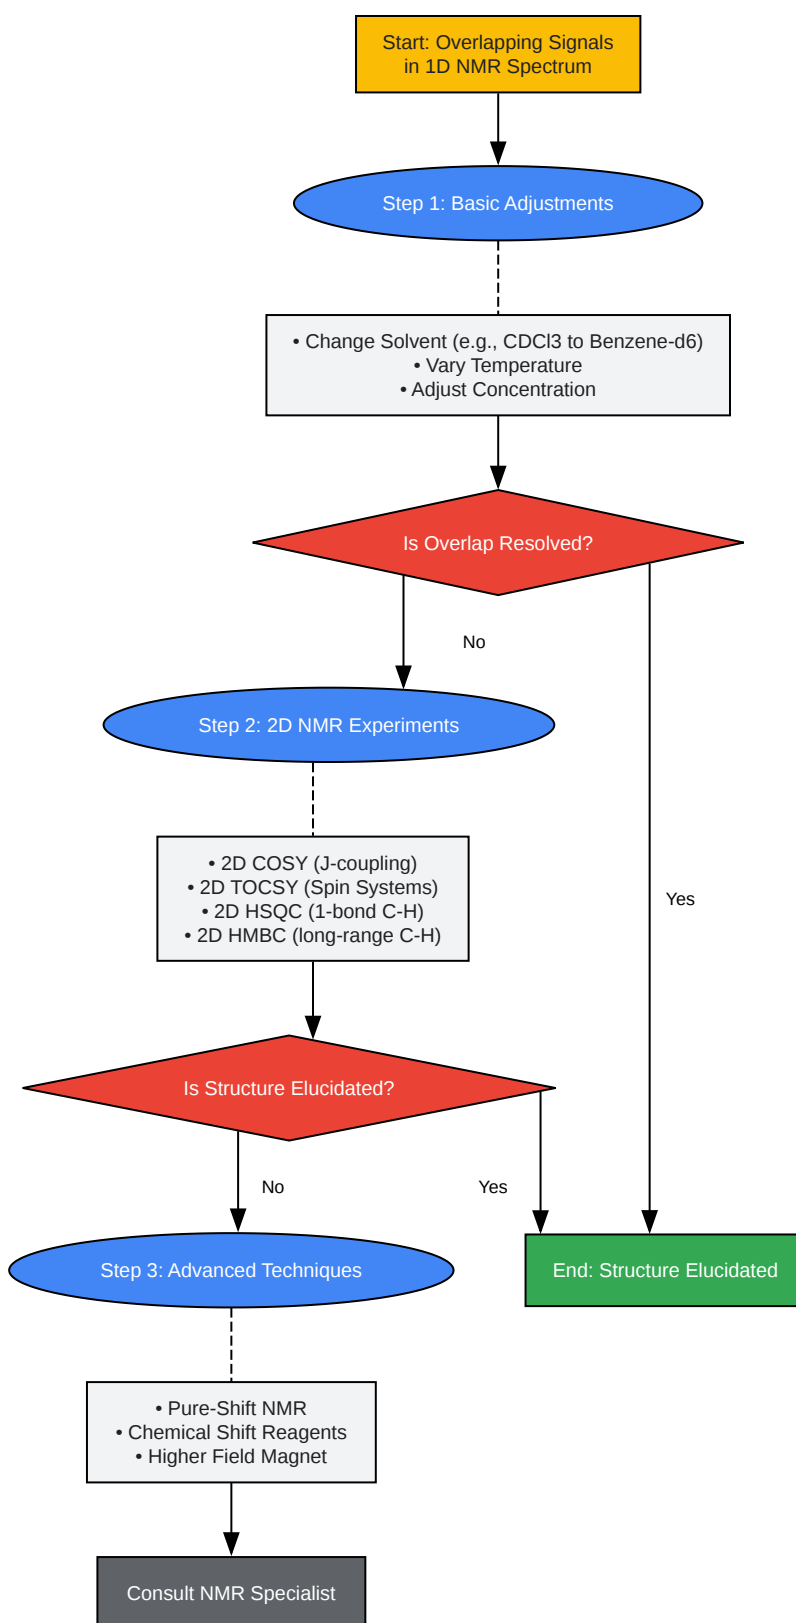 Start: Overlapping Signals
in 1D NMR Spectrum
Step 1: Basic Adjustments
• Change Solvent (e.g., CDCl3 to Benzene-d6)
• Vary Temperature
• Adjust Concentration
Is Overlap Resolved?
No
Step 2: 2D NMR Experiments
• 2D COSY (J-coupling)
• 2D TOCSY (Spin Systems)
• 2D HSQC (1-bond C-H)
• 2D HMBC (long-range C-H)
Yes
Is Structure Elucidated?
No
Yes
Step 3: Advanced Techniques
End: Structure Elucidated
• Pure-Shift NMR
• Chemical Shift Reagents
• Higher Field Magnet
Consult NMR Specialist